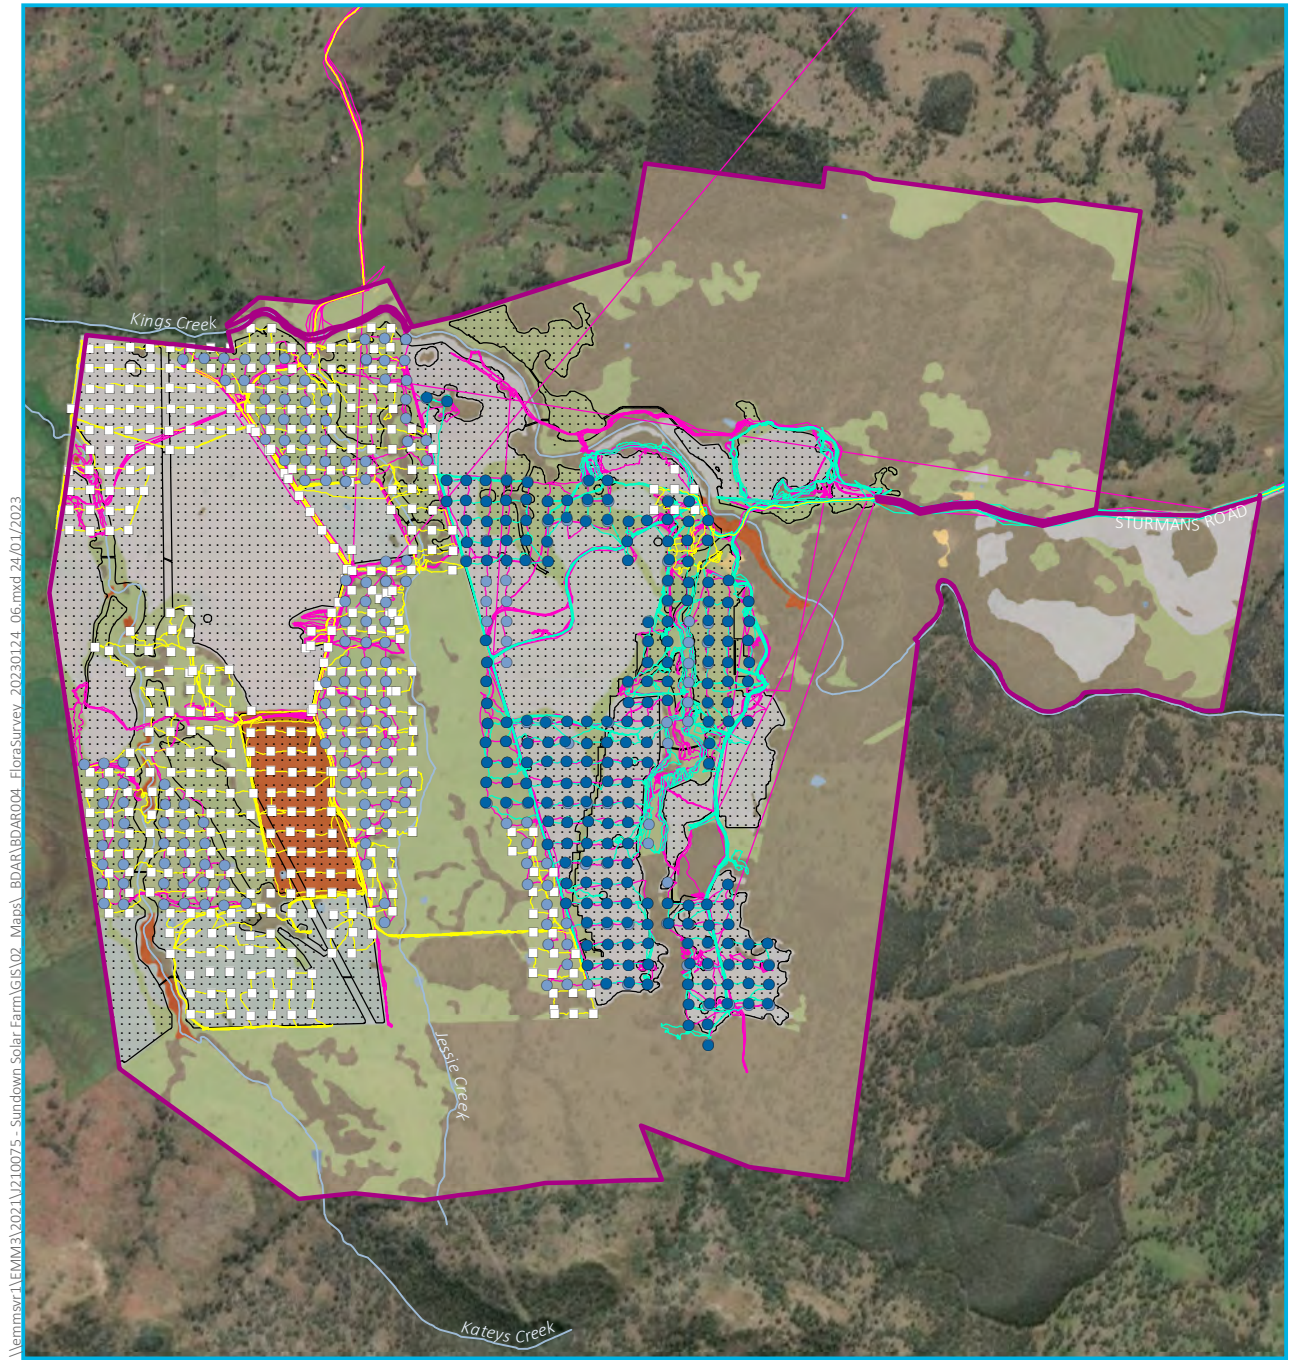 Kings Creek
STURMANS ROAD
Jessie Creek
Kateys Creek
\\emmsvr1\EMM3\2021\J210075 - Sundown Solar Farm\GIS\02_Maps\_BDAR\BDAR004_FloraSurvey_20230124_06.mxd 24/01/2023